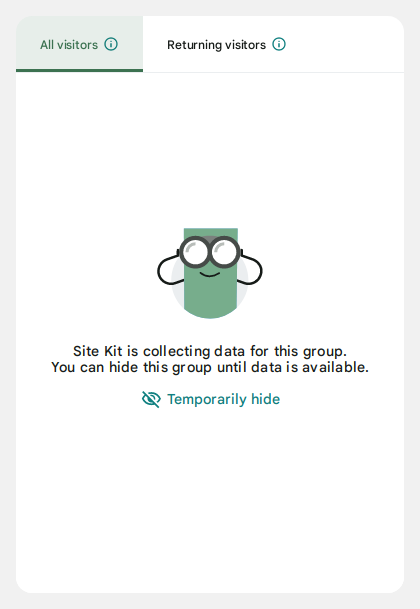 All visitors
Returning visitors
Site Kit is collecting data for this group.
You can hide this group until data is available.
Temporarily hide